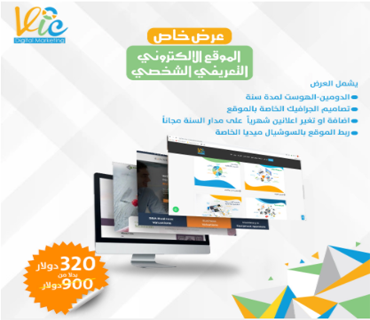 Vic
Digital Marketing
عرض خاص
الموقع الالكتروني
التعريفي الشخصي
يشمل العرض
الدومين-الهوست لمدة سنة
تصاميم الجرافيك الخاصة بالموقع
اضافة او تغير اعلانين شهرياً على مدار السنة مجاناً
ربط الموقع بالسوشيال ميديا الخاصة
320 دولار
بدلا من
900 دولار